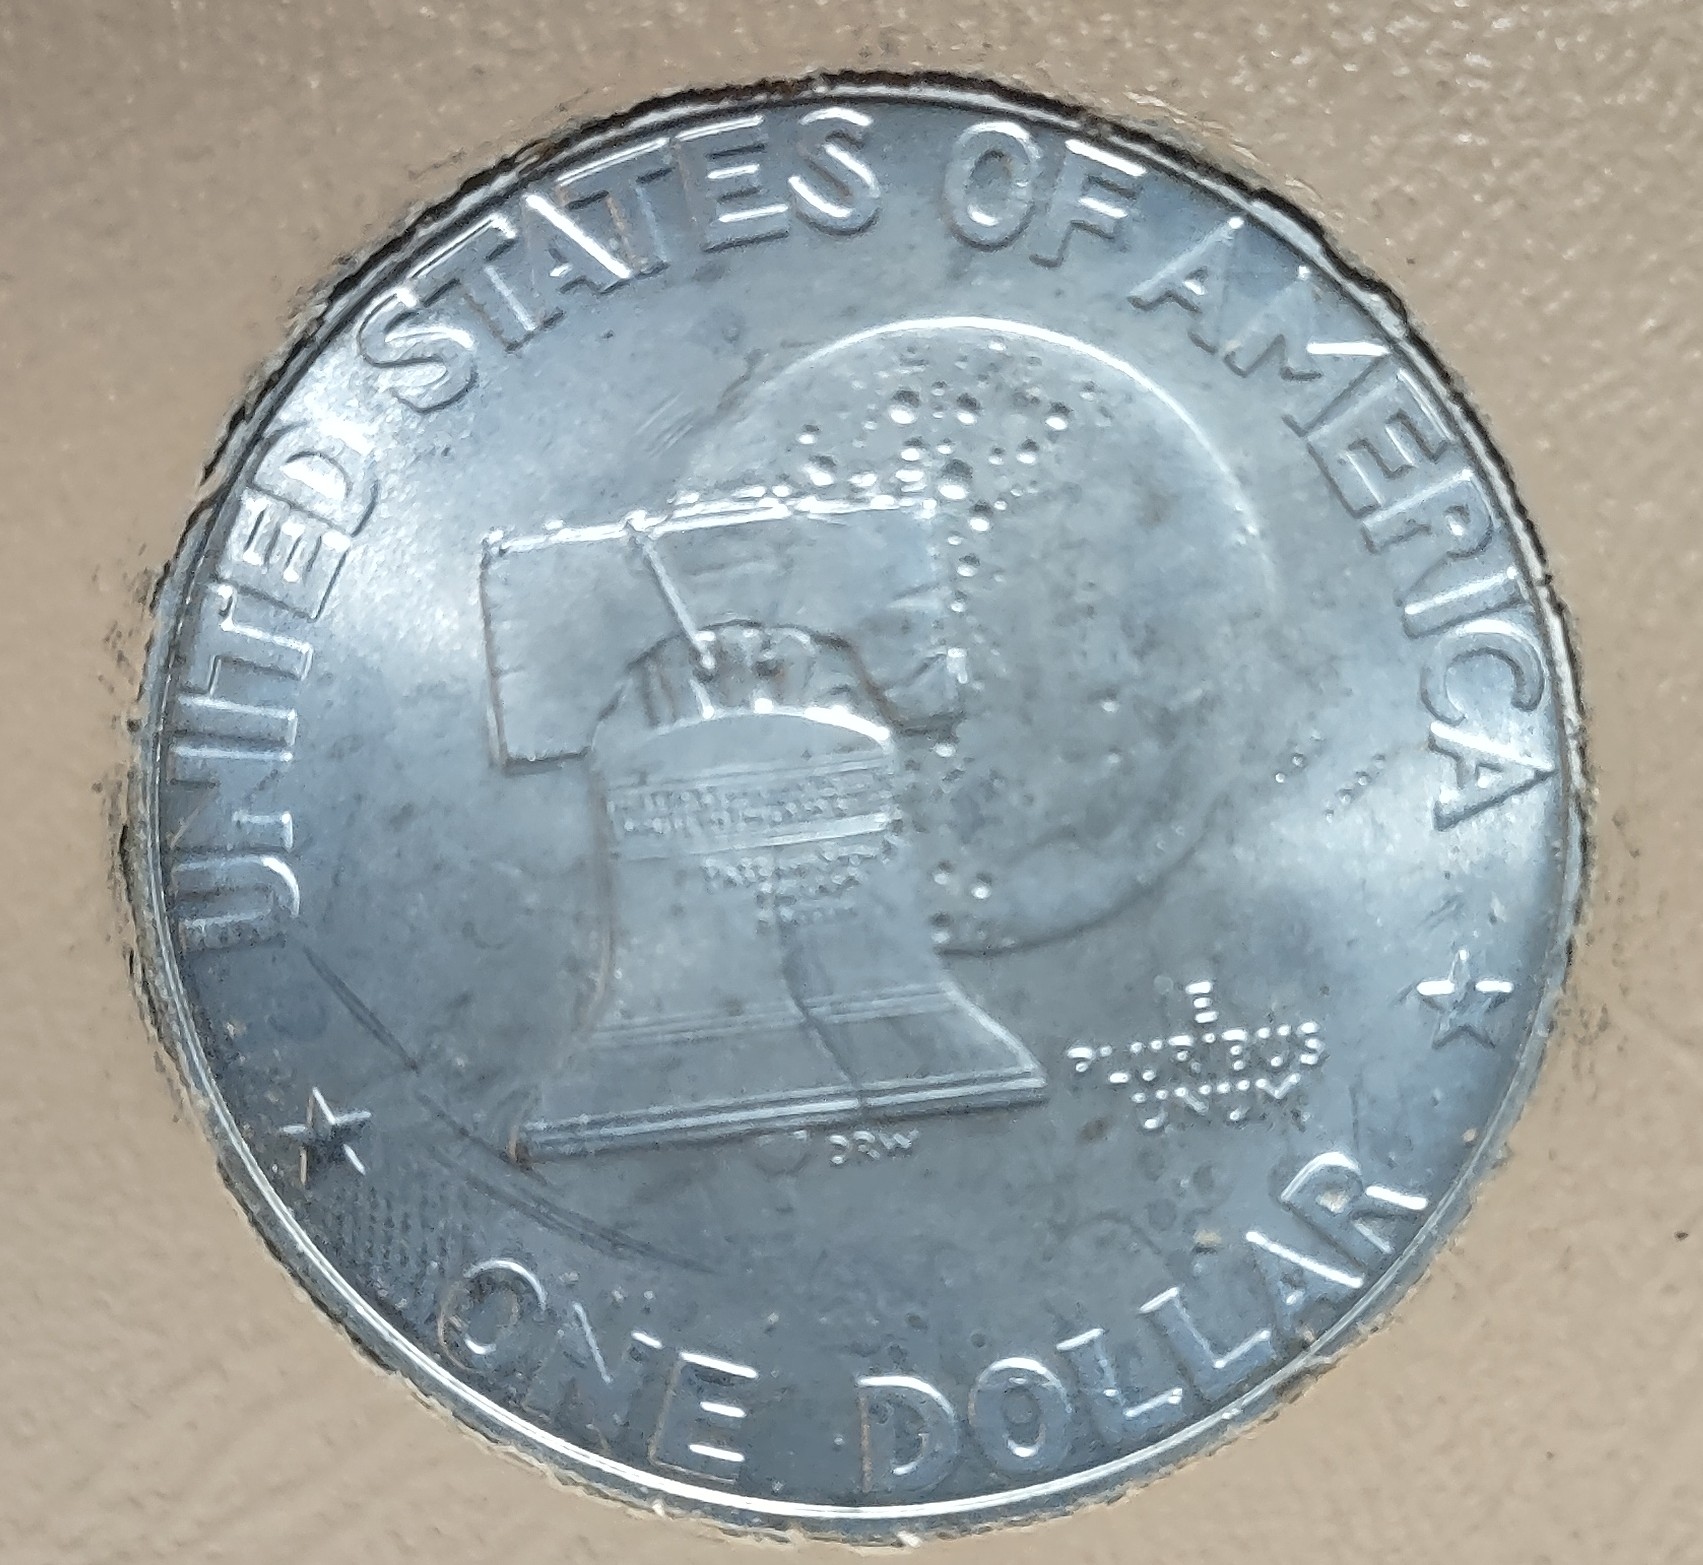 UNITED STATES OF AMERICA
E
PLURIBUS
UNUM
DRW
ONE DOLLAR